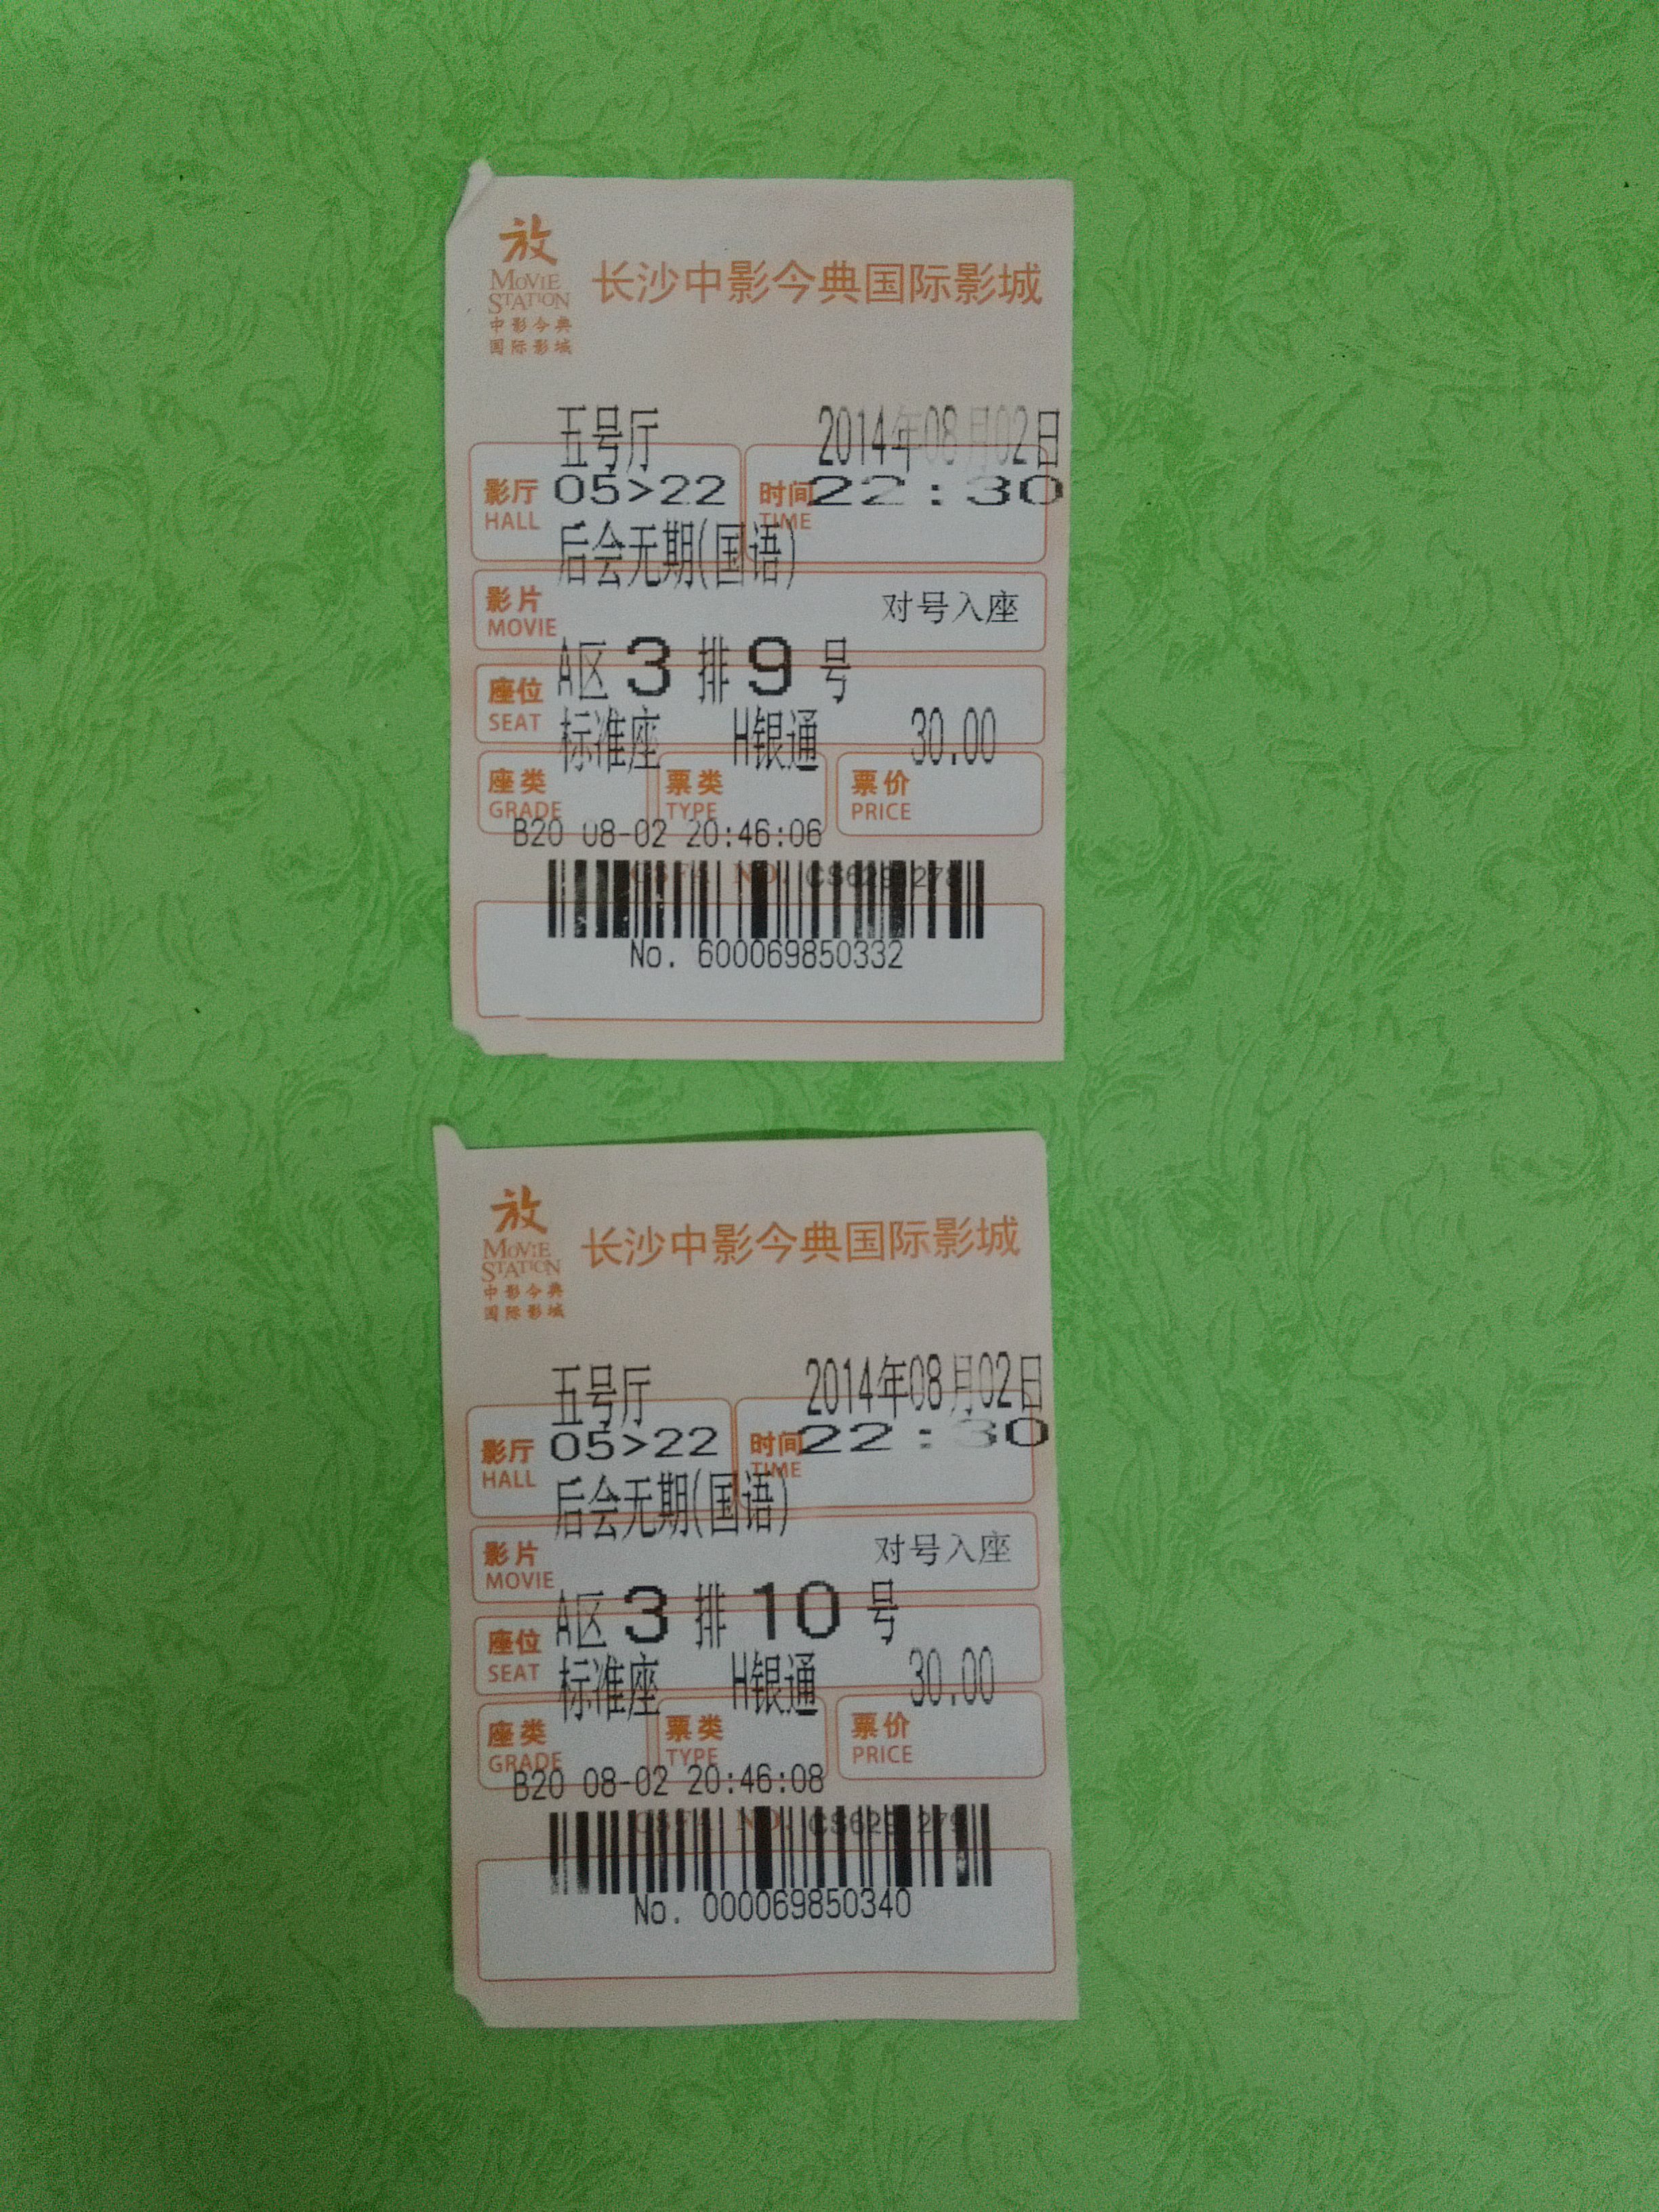 放
MOVIE
STATION
中影今典
国际影城
长沙中影今典国际影城
五号厅 2014年08月02日
影厅 05>22 时间 22:30
HALL TIME
后会无期(国语)
影片 对号入座
MOVIE
A区 3 排 9 号
座位
SEAT
标准座 H银通 30.00
座类 票类 票价
GRADE TYPE PRICE
B20 08-02 20:46:06
No. 600069850332
放
MOVIE
STATION
中影今典
国际影城
长沙中影今典国际影城
五号厅 2014年08月02日
影厅 05>22 时间 22:30
HALL TIME
后会无期(国语)
影片 对号入座
MOVIE
A区 3 排 10 号
座位
SEAT
标准座 H银通 30.00
座类 票类 票价
GRADE TYPE PRICE
B20 08-02 20:46:08
No. 000069850340